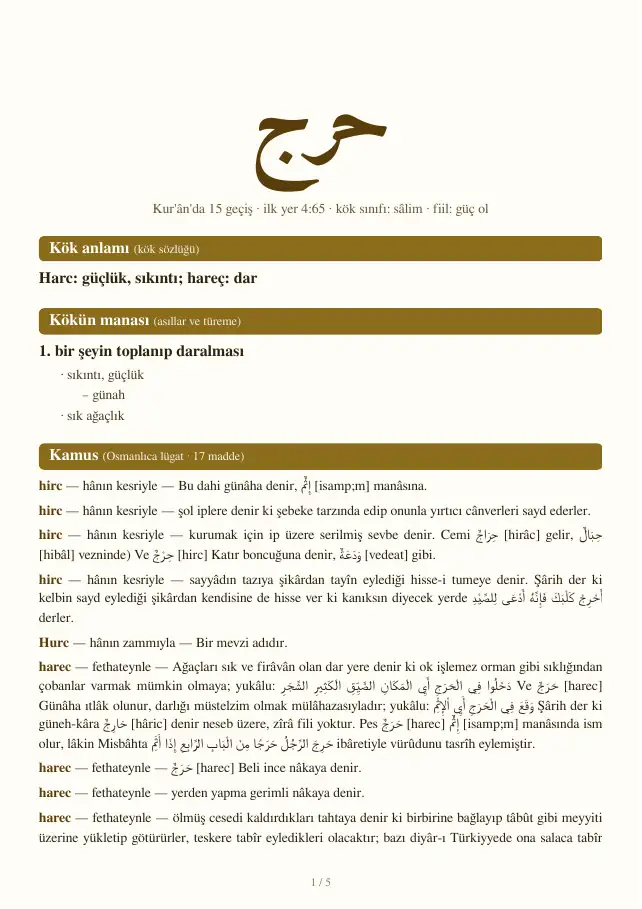 حرج
Kur'ân'da 15 geçiş · ilk yer 4:65 · kök sınıfı: sâlim · fiil: güç ol
Kök anlamı (kök sözlüğü)
Harc: güçlük, sıkıntı; hareç: dar
Kökün manası (asıllar ve türeme)
1. bir şeyin toplanıp daralması
· sıkıntı, güçlük
– günah
· sık ağaçlık
Kamus (Osmanlıca lügat · 17 madde)
hirc — hânın kesriyle — Bu dahi günâha denir, إِثْمٌ [isamp;m] manâsına.
hirc — hânın kesriyle — şol iplere denir ki şebeke tarzında edip onunla yırtıcı cânverleri sayd ederler.
hirc — hânın kesriyle — kurumak için ip üzere serilmiş sevbe denir. Cemi حِرَاجٌ [hirâc] gelir, حِبَالٌ
[hibâl] vezninde) Ve حِرْجٌ [hirc] Katır boncuğuna denir, وَدَعَةٌ [vedeat] gibi.
hirc — hânın kesriyle — sayyâdın tazıya şikârdan tayîn eylediği hisse-i tumeye denir. Şârih der ki
kelbin sayd eylediği şikârdan kendisine de hisse ver ki kanıksın diyecek yerde أَحْرِجْ كَلْبَكَ فَإِنَّهُ أَدْعَى لِلصَّيْدِ
derler.
Hurc — hânın zammıyla — Bir mevzi adıdır.
harec — fethateynle — Ağaçları sık ve firâvân olan dar yere denir ki ok işlemez orman gibi sıklığından
çobanlar varmak mümkin olmaya; yukâlu: دَخَلُوا فِي الْحَرَجِ أَيِ الْمَكَانِ الضَّيِّقِ الْكَثِيرِ الشَّجَرِ Ve حَرَجٌ [harec]
Günâha ıtlâk olunur, darlığı müstelzim olmak mülâhazasıyladır; yukalu: وَقَعَ فِي الْحَرَجِ أَيِ الْإِثْمِ Şârih der ki
güneh-kâra حَارِجٌ [hâric] denir neseb üzere, zîrâ fili yoktur. Pes حَرَجٌ [harec] إِثْمٌ [isamp;m] manâsında ism
olur, lâkin Misbâhta حَرِجَ الرَّجُلُ حَرَجًا مِنَ الْبَابِ الرَّابِعِ إِذَا أَثِمَ ibâretiyle vürûdunu tasrîh eylemiştir.
harec — fethateynle — حَرَجٌ [harec] Beli ince nâkaya denir.
harec — fethateynle — yerden yapma gerimli nâkaya denir.
harec — fethateynle — ölmüş cesedi kaldırdıkları tahtaya denir ki birbirine bağlayıp tâbût gibi meyyiti
üzerine yükletip götürürler, teskere tabîr eyledikleri olacaktır; bazı diyâr-ı Türkiyyede ona salaca tabîr
1 / 5